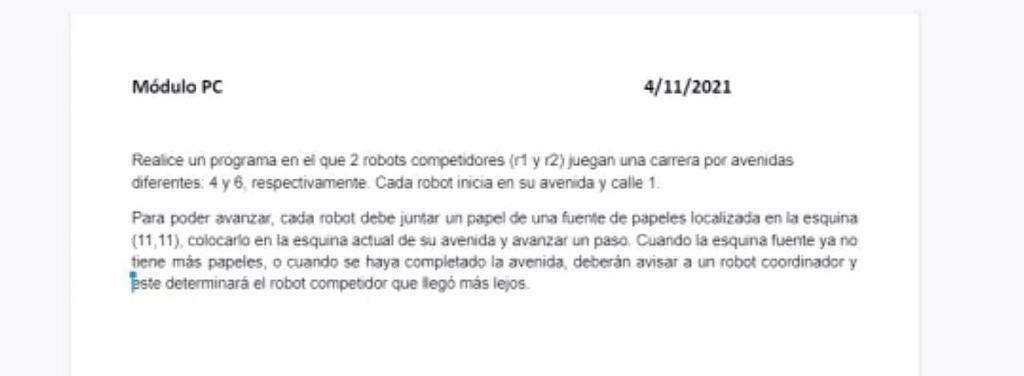 Módulo PC 4/11/2021
Realice un programa en el que 2 robots competidores (r1 y r2) juegan una carrera por avenidas
diferentes: 4 y 6, respectivamente. Cada robot inicia en su avenida y calle 1.
Para poder avanzar, cada robot debe juntar un papel de una fuente de papeles localizada en la esquina
(11,11), colocarlo en la esquina actual de su avenida y avanzar un paso. Cuando la esquina fuente ya no
tiene más papeles, o cuando se haya completado la avenida, deberán avisar a un robot coordinador y
este determinará el robot competidor que llegó más lejos.